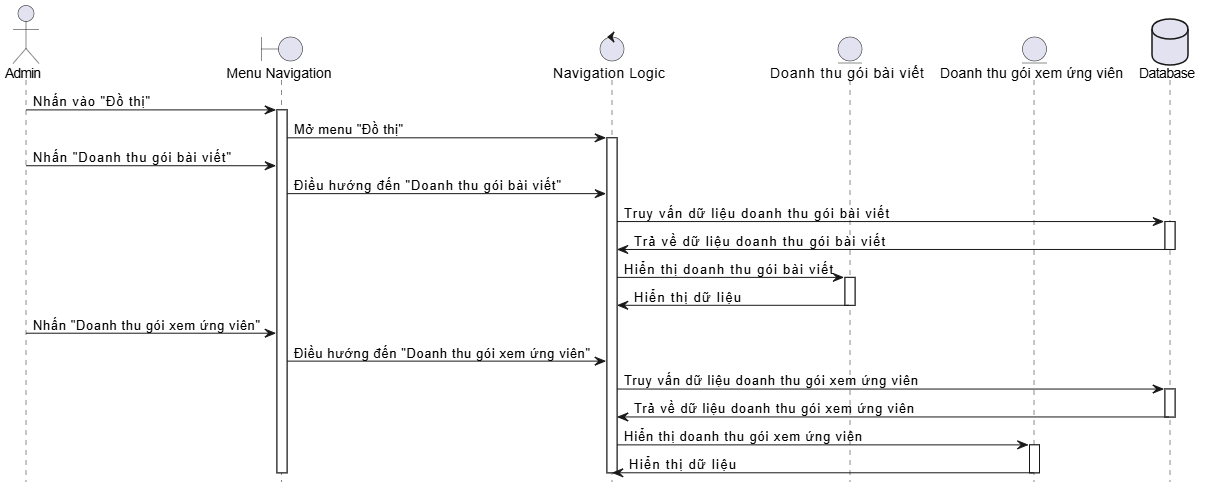 Admin
Menu Navigation
Navigation Logic
Doanh thu gói bài viết
Doanh thu gói xem ứng viên
Database
Nhấn vào "Đồ thị"
Mở menu "Đồ thị"
Nhấn "Doanh thu gói bài viết"
Điều hướng đến "Doanh thu gói bài viết"
Truy vấn dữ liệu doanh thu gói bài viết
Trả về dữ liệu doanh thu gói bài viết
Hiển thị doanh thu gói bài viết
Hiển thị dữ liệu
Nhấn "Doanh thu gói xem ứng viên"
Điều hướng đến "Doanh thu gói xem ứng viên"
Truy vấn dữ liệu doanh thu gói xem ứng viên
Trả về dữ liệu doanh thu gói xem ứng viên
Hiển thị doanh thu gói xem ứng viên
Hiển thị dữ liệu